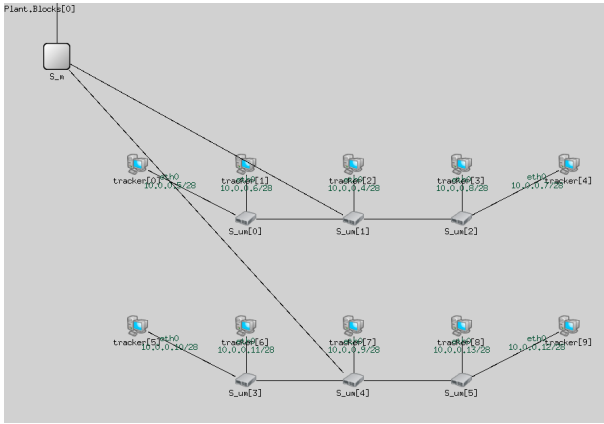 Plant.Blocks[0]
S_m
tracker[0] tracker[1] tracker[2] tracker[3] tracker[4]
eth0 eth0
10.0.0.5/28 10.0.0.6/28 10.0.0.4/28 10.0.0.8/28 10.0.0.7/28
S_um[0] S_um[1] S_um[2]
tracker[5] tracker[6] tracker[7] tracker[8] tracker[9]
eth0 eth0
10.0.0.10/28 10.0.0.11/28 10.0.0.9/28 10.0.0.13/28 10.0.0.12/28
S_um[3] S_um[4] S_um[5]